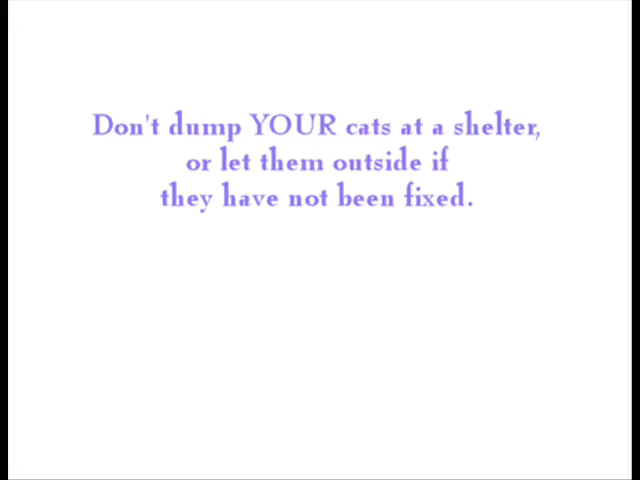 Don't dump YOUR cats at a shelter,
or let them outside if
they have not been fixed.